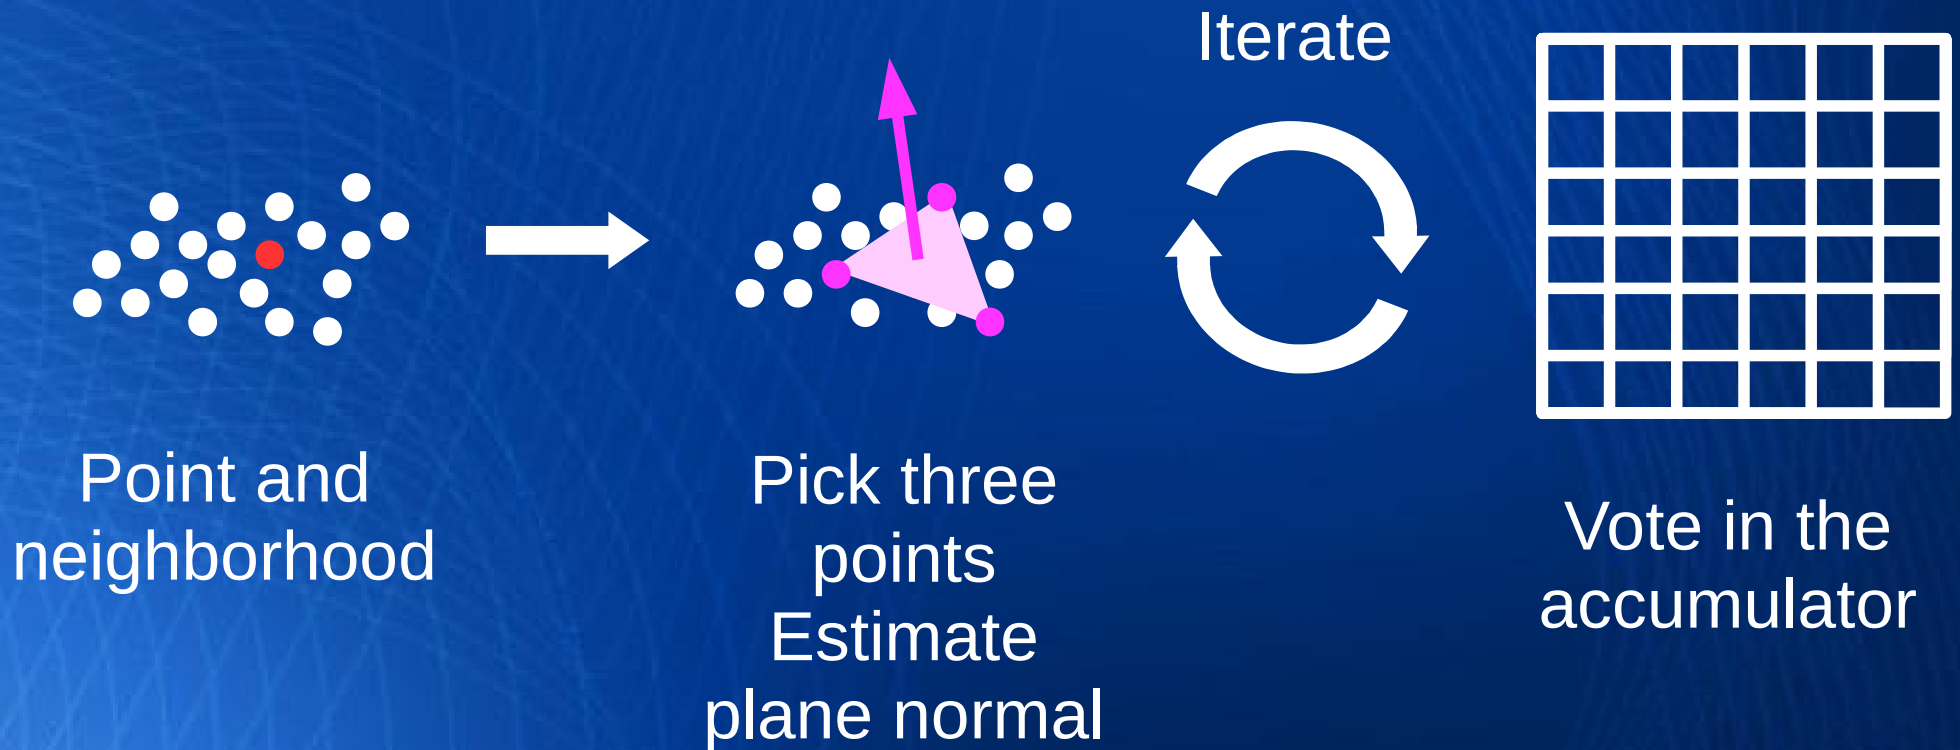 Iterate
Point and
neighborhood
Pick three
points
Estimate
plane normal
Vote in the
accumulator